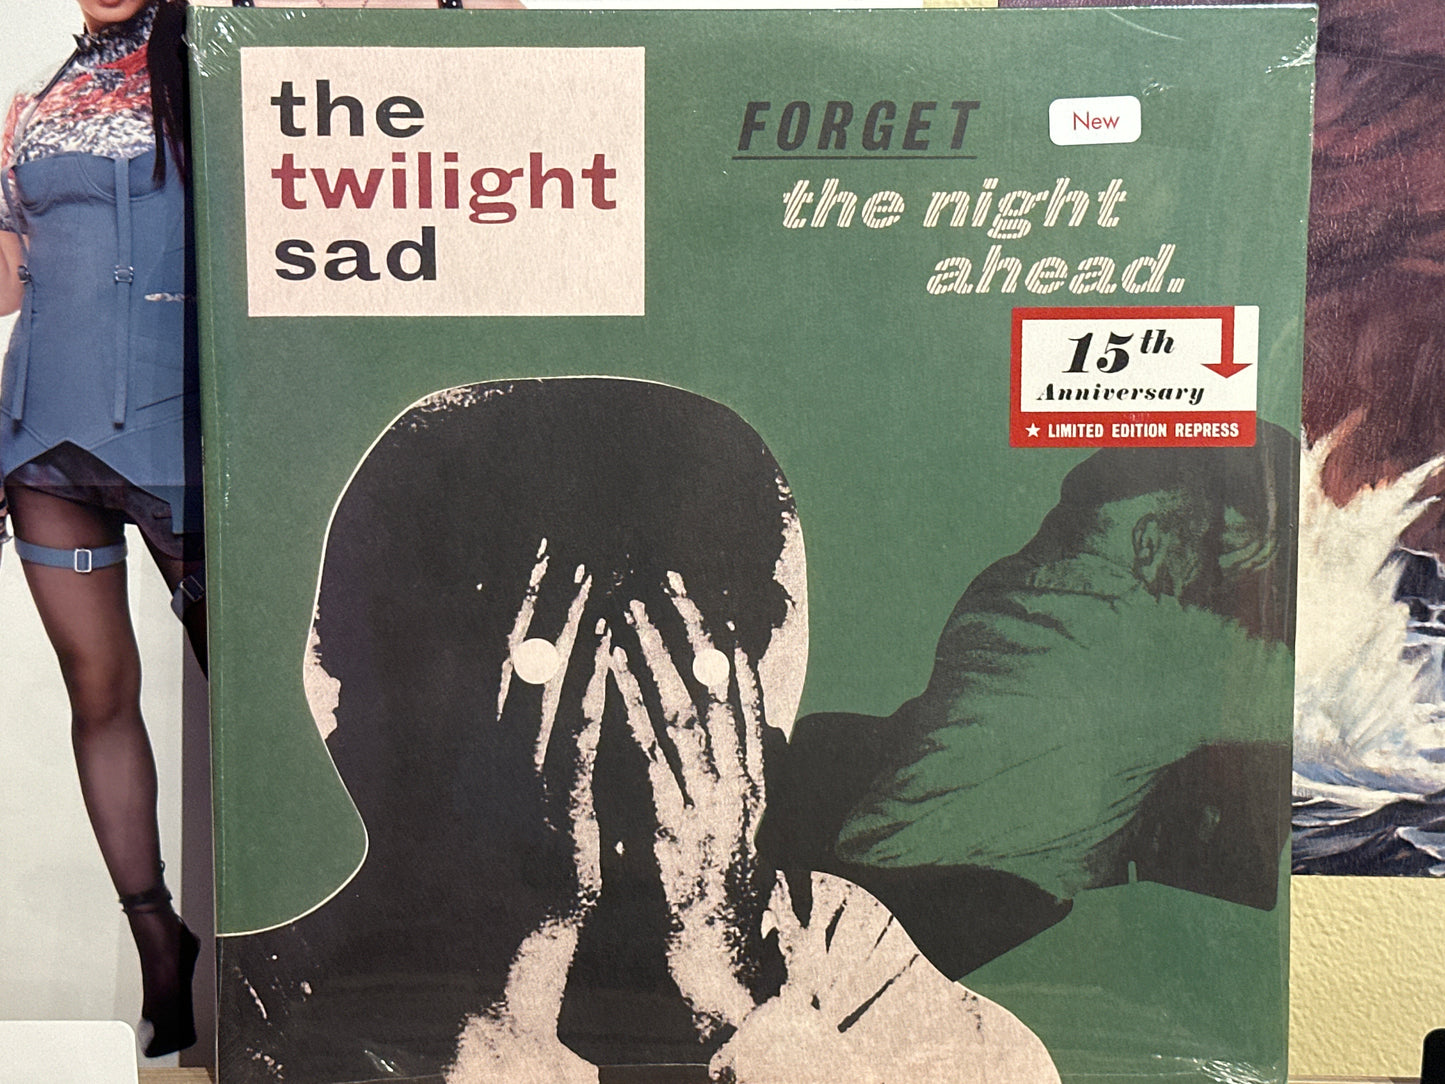 the
twilight
sad
FORGET
the night
ahead.
New
15th
Anniversary
★ LIMITED EDITION REPRESS